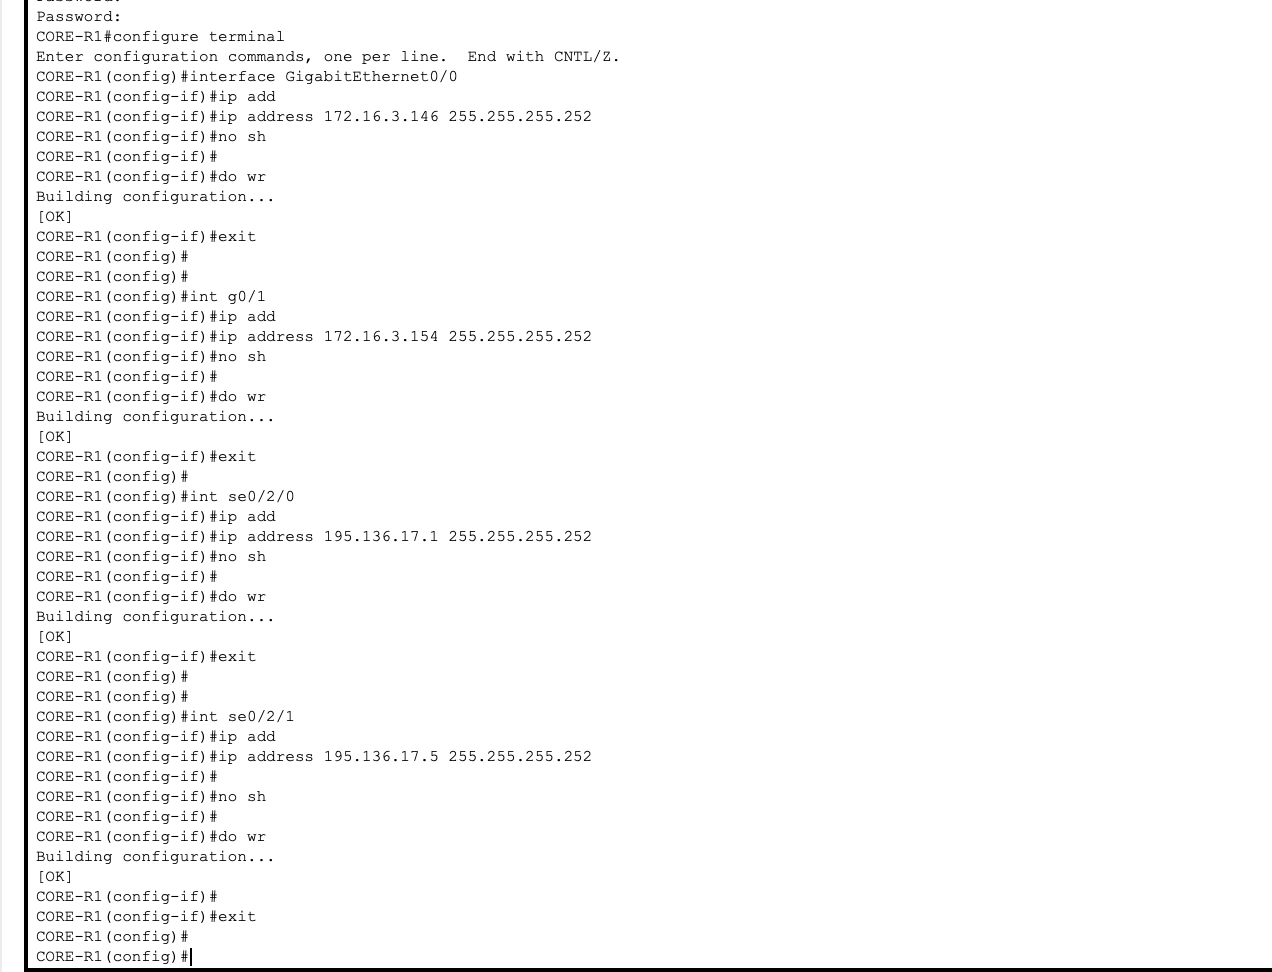 Password:
CORE-R1#configure terminal
Enter configuration commands, one per line.  End with CNTL/Z.
CORE-R1(config)#interface GigabitEthernet0/0
CORE-R1(config-if)#ip add
CORE-R1(config-if)#ip address 172.16.3.146 255.255.255.252
CORE-R1(config-if)#no sh
CORE-R1(config-if)#
CORE-R1(config-if)#do wr
Building configuration...
[OK]
CORE-R1(config-if)#exit
CORE-R1(config)#
CORE-R1(config)#
CORE-R1(config)#int g0/1
CORE-R1(config-if)#ip add
CORE-R1(config-if)#ip address 172.16.3.154 255.255.255.252
CORE-R1(config-if)#no sh
CORE-R1(config-if)#
CORE-R1(config-if)#do wr
Building configuration...
[OK]
CORE-R1(config-if)#exit
CORE-R1(config)#
CORE-R1(config)#int se0/2/0
CORE-R1(config-if)#ip add
CORE-R1(config-if)#ip address 195.136.17.1 255.255.255.252
CORE-R1(config-if)#no sh
CORE-R1(config-if)#
CORE-R1(config-if)#do wr
Building configuration...
[OK]
CORE-R1(config-if)#exit
CORE-R1(config)#
CORE-R1(config)#
CORE-R1(config)#int se0/2/1
CORE-R1(config-if)#ip add
CORE-R1(config-if)#ip address 195.136.17.5 255.255.255.252
CORE-R1(config-if)#
CORE-R1(config-if)#no sh
CORE-R1(config-if)#
CORE-R1(config-if)#do wr
Building configuration...
[OK]
CORE-R1(config-if)#
CORE-R1(config-if)#exit
CORE-R1(config)#
CORE-R1(config)#